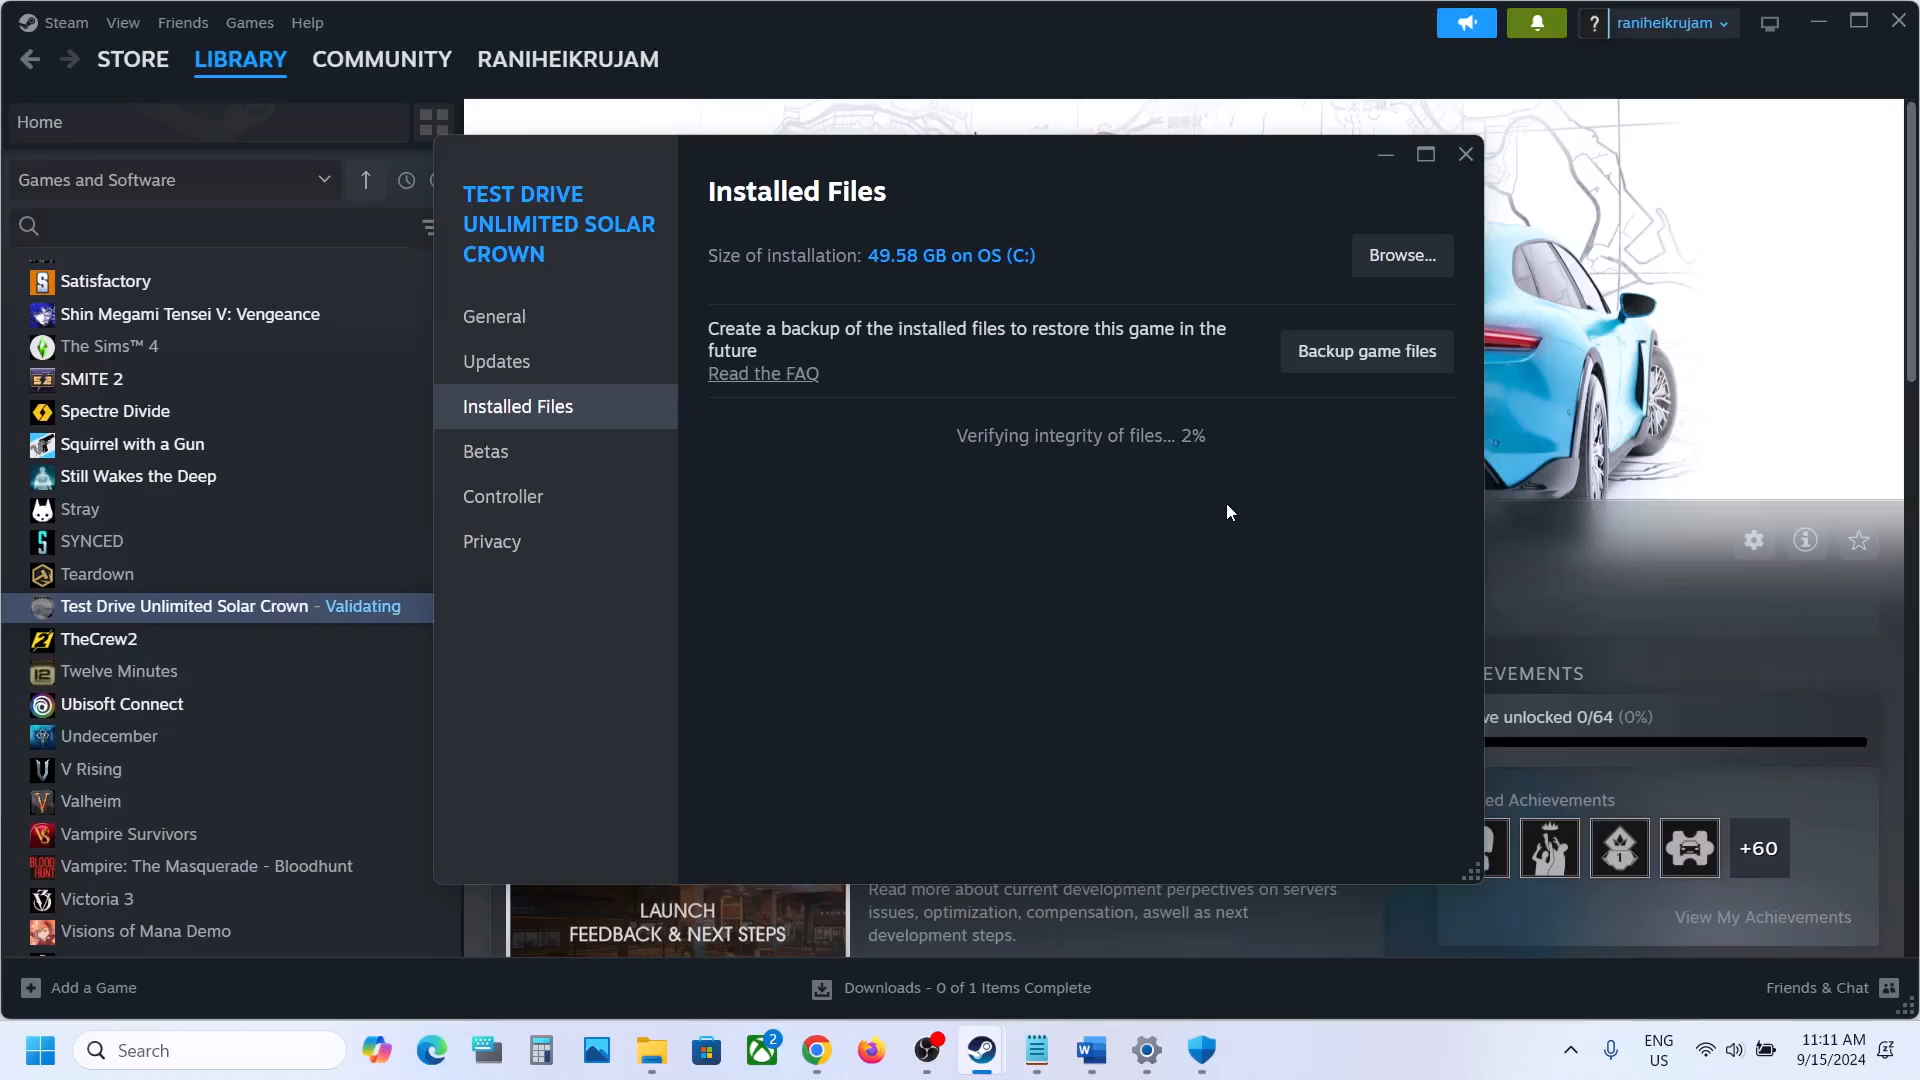 Steam View Friends Games Help
? raniheikrujam
STORE LIBRARY COMMUNITY RANIHEIKRUJAM
Home
Games and Software
Satisfactory
Shin Megami Tensei V: Vengeance
The Sims™ 4
SMITE 2
Spectre Divide
Squirrel with a Gun
Still Wakes the Deep
Stray
SYNCED
Teardown
Test Drive Unlimited Solar Crown - Validating
TheCrew2
Twelve Minutes
Ubisoft Connect
Undecember
V Rising
Valheim
Vampire Survivors
Vampire: The Masquerade - Bloodhunt
Victoria 3
Visions of Mana Demo
TEST DRIVE
UNLIMITED SOLAR
CROWN
General
Updates
Installed Files
Betas
Controller
Privacy
Installed Files
Size of installation: 49.58 GB on OS (C:)
Browse...
Create a backup of the installed files to restore this game in the
future
Read the FAQ
Backup game files
Verifying integrity of files... 2%
EVEMENTS
ve unlocked 0/64 (0%)
ed Achievements
+60
View My Achievements
LAUNCH
FEEDBACK & NEXT STEPS
Read more about current development perpectives on servers
issues, optimization, compensation, aswell as next
development steps.
Add a Game
Downloads - 0 of 1 Items Complete
Friends & Chat
Search
2
ENG
US
11:11 AM
9/15/2024